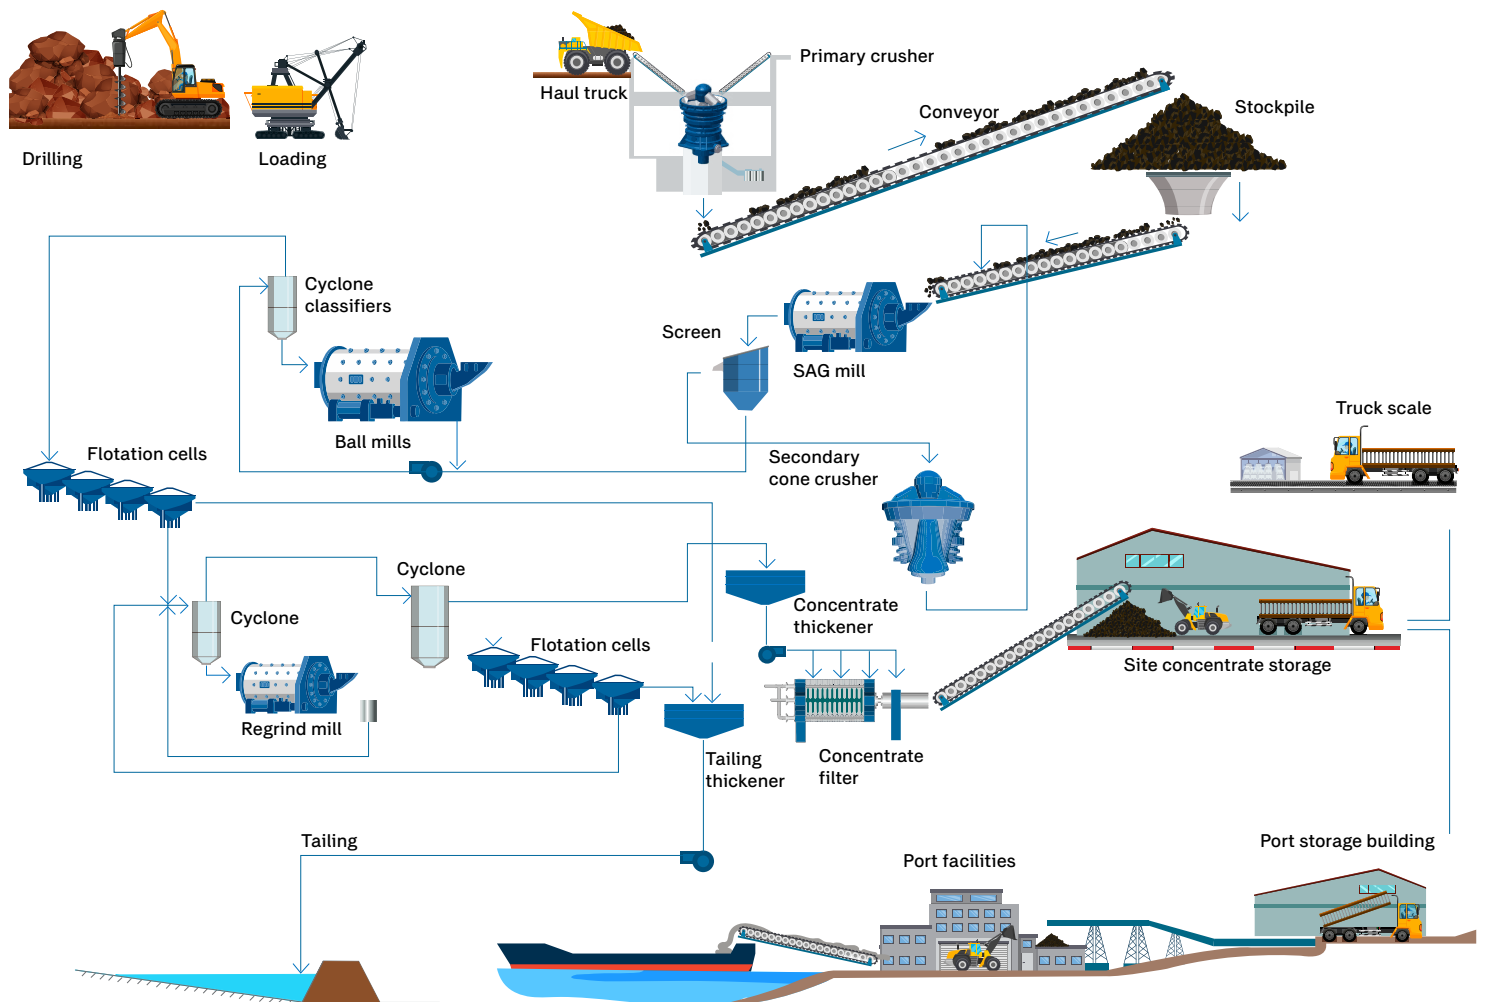 Primary crusher
Haul truck
Conveyor
Stockpile
Drilling
Loading
Cyclone
classifiers
Screen
SAG mill
Truck scale
Ball mills
Flotation cells
Secondary
cone crusher
Cyclone
Concentrate
thickener
Cyclone
Flotation cells
Site concentrate storage
Regrind mill
Tailing
thickener
Concentrate
filter
Tailing
Port storage building
Port facilities